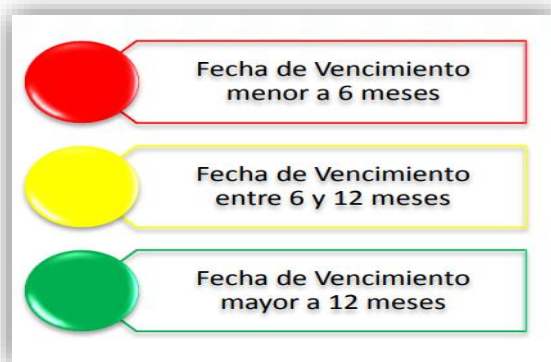 Fecha de Vencimiento
menor a 6 meses
Fecha de Vencimiento
entre 6 y 12 meses
Fecha de Vencimiento
mayor a 12 meses